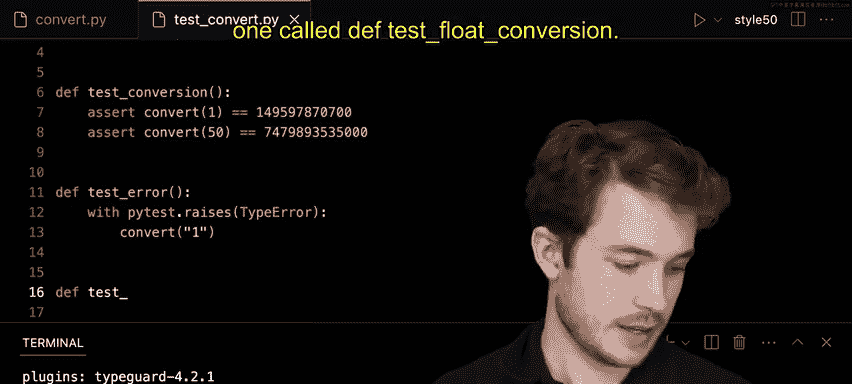 convert.py test_convert.py style50
one called def test_float_conversion.
4
5
6 def test_conversion():
7 assert convert(1) == 149597870700
8 assert convert(50) == 7479893535000
9
10
11 def test_error():
12 with pytest.raises(TypeError):
13 convert("1")
14
15
16 def test_
17
TERMINAL
plugins: typeguard-4.2.1